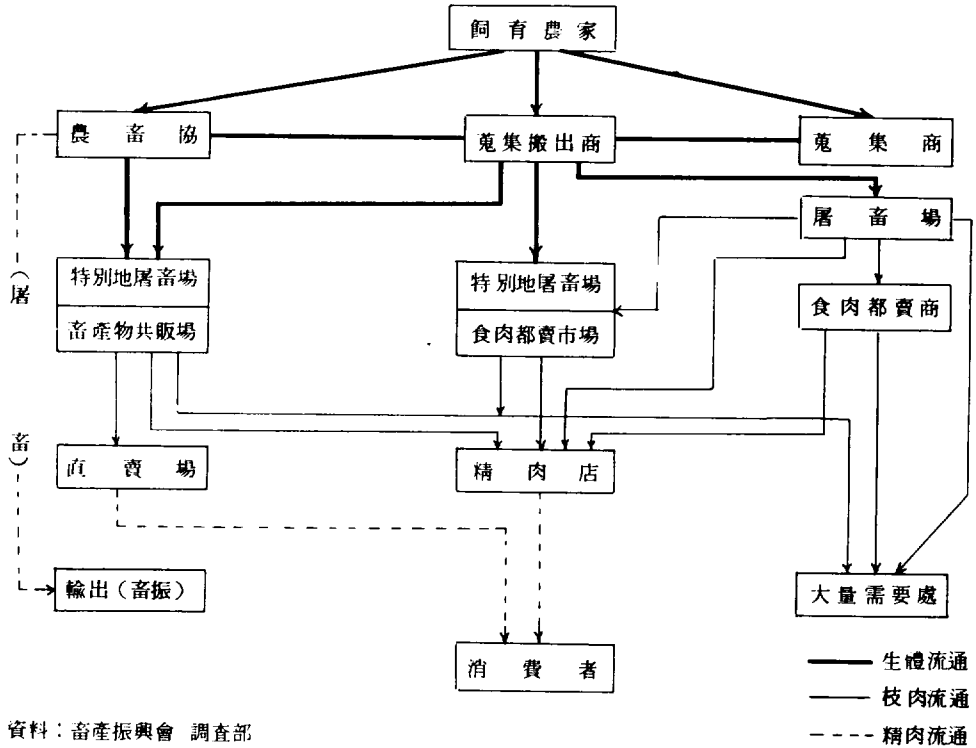 飼育農家
農畜協
蒐集搬出商
蒐集商
屠畜場
(屠
特別地屠畜場
畜産物共販場
特別地屠畜場
食肉都賣市場
食肉都賣商
畜)
直賣場
精肉店
輸出(畜振)
大量需要處
消費者
生體流通
枝肉流通
精肉流通
資料:畜産振興會 調査部